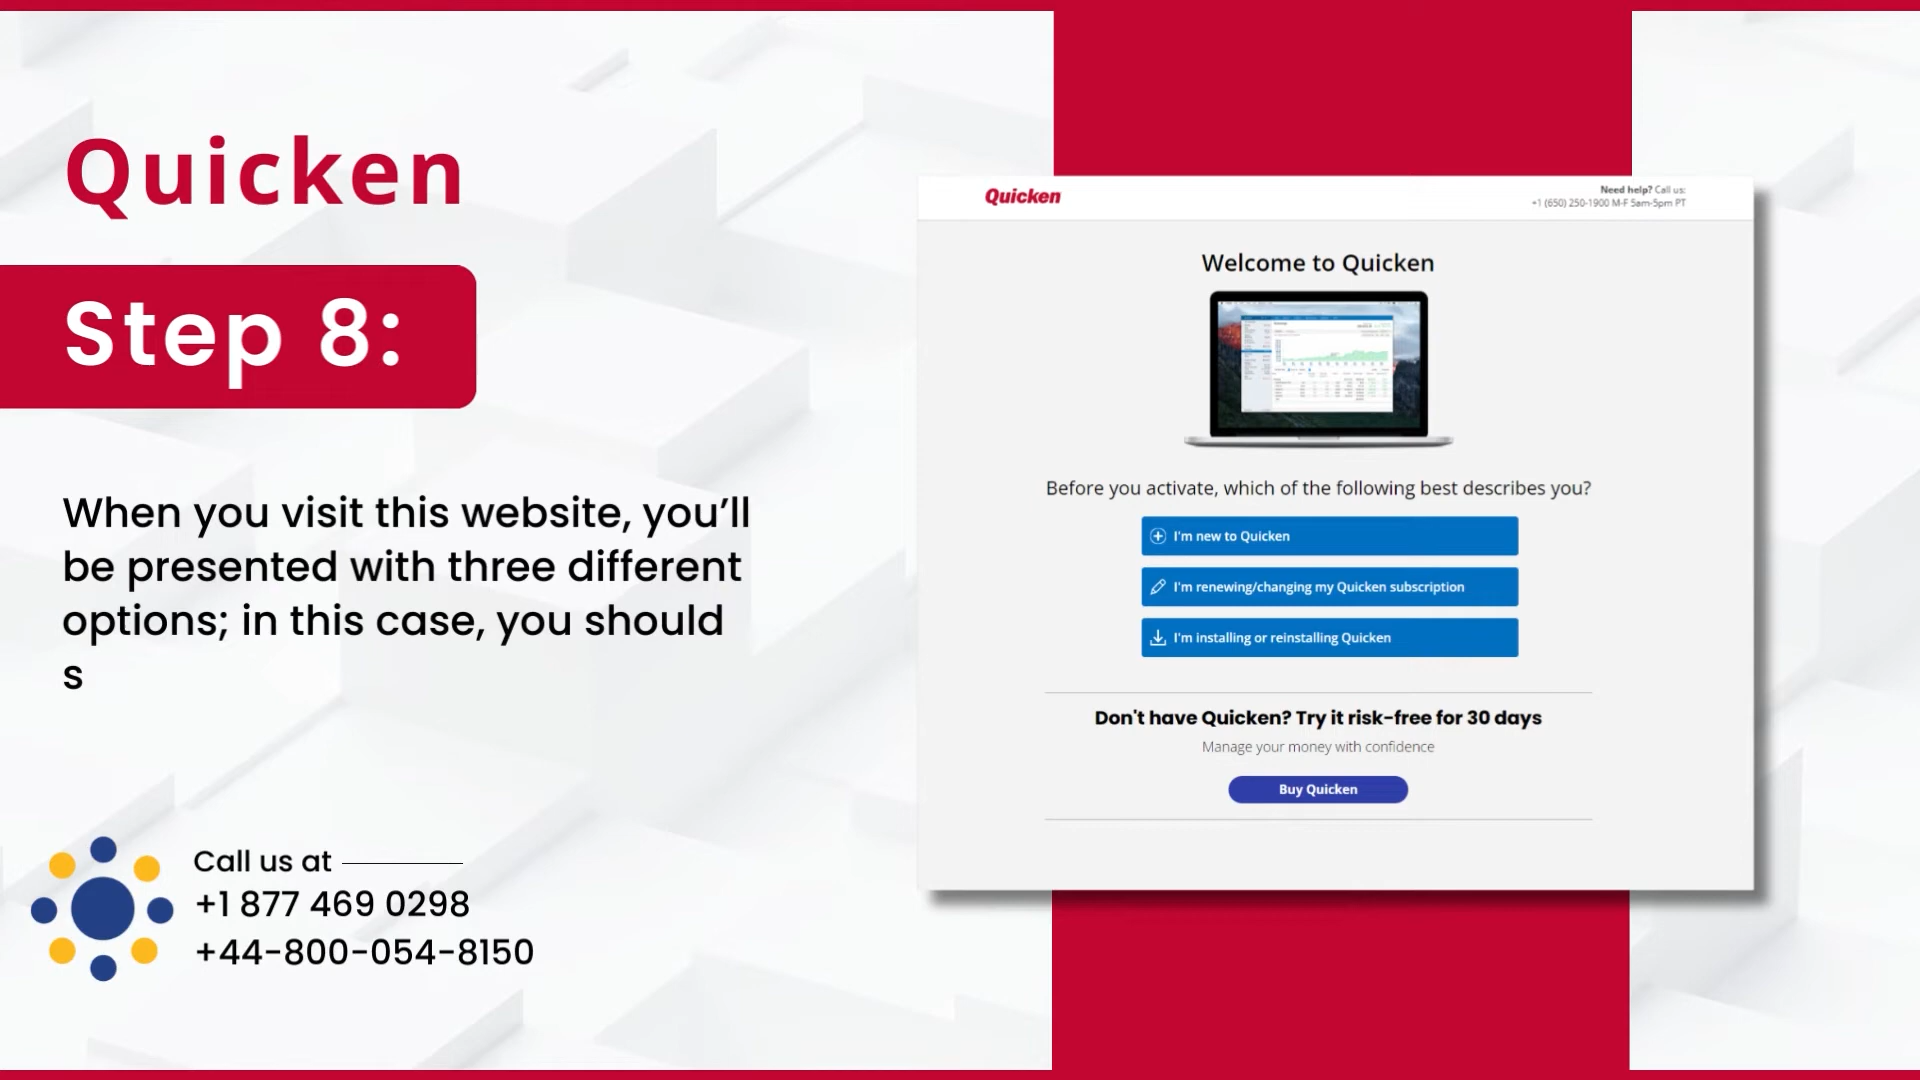 Quicken
Step 8:
When you visit this website, you’ll
be presented with three different
options; in this case, you should
s
Call us at
+1 877 469 0298
+44-800-054-8150
Quicken
Need help? Call us:
+1 (650) 250-1900 M-F 5am-5pm PT
Welcome to Quicken
Before you activate, which of the following best describes you?
I'm new to Quicken
I'm renewing/changing my Quicken subscription
I'm installing or reinstalling Quicken
Don't have Quicken? Try it risk-free for 30 days
Manage your money with confidence
Buy Quicken